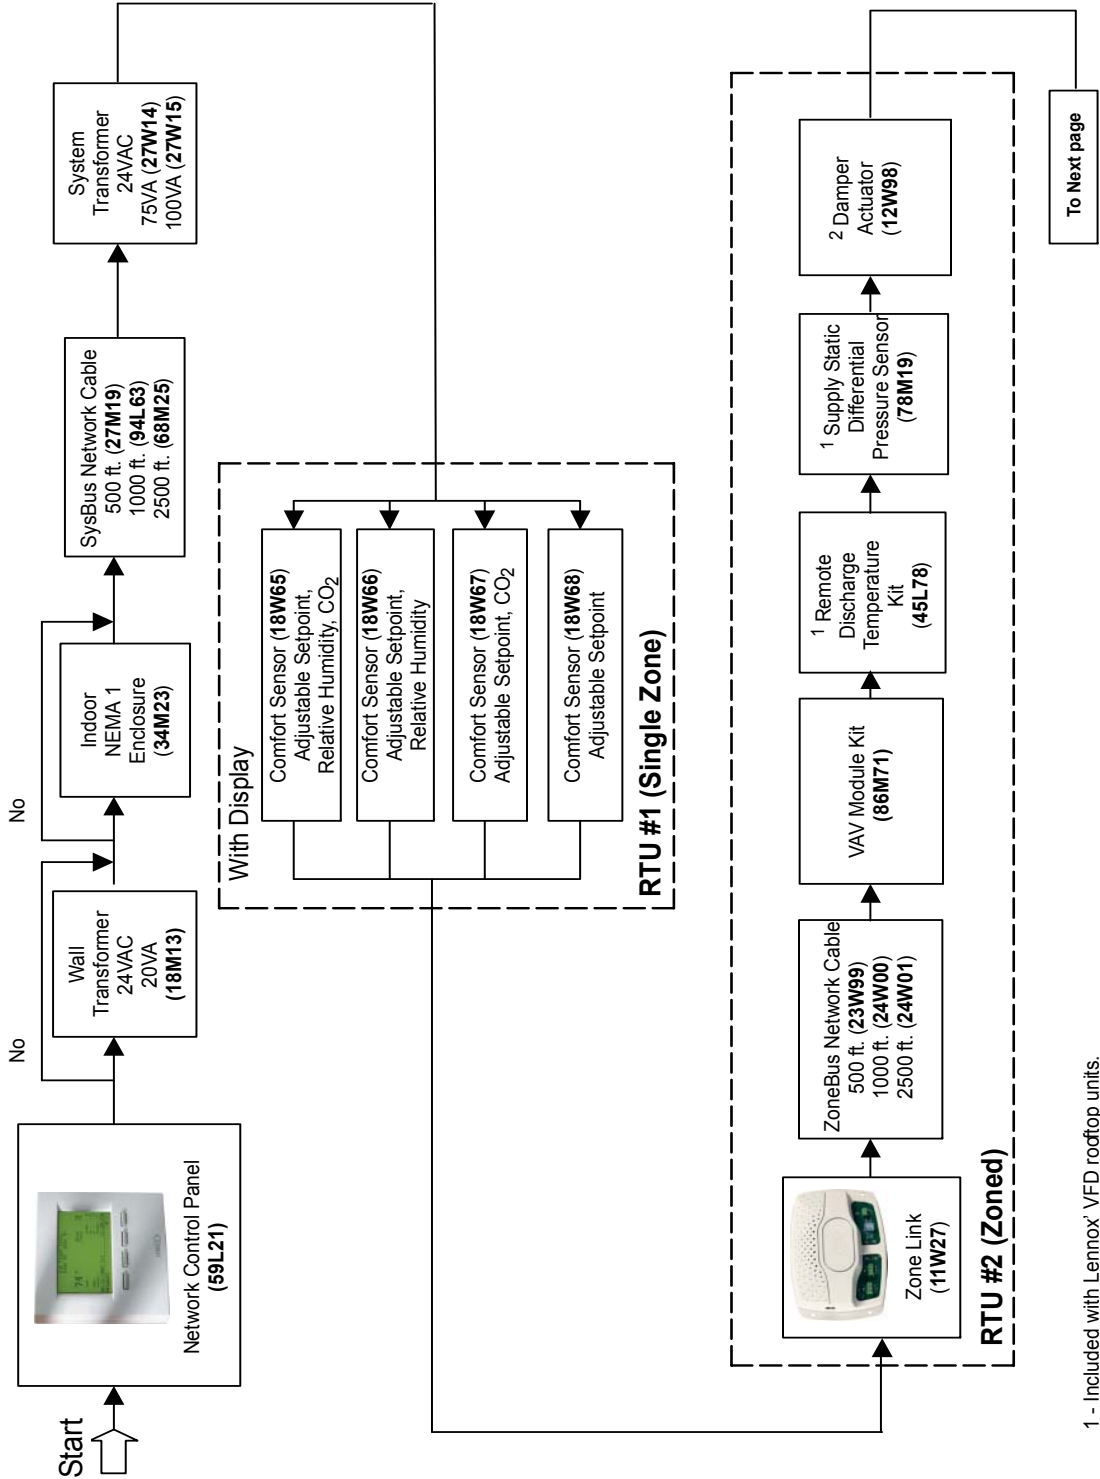 Start
Network Control Panel
(59L21)
No
Wall
Transformer
24VAC
20VA
(18M13)
No
Indoor
NEMA 1
Enclosure
(34M23)
SysBus Network Cable
500 ft. (27M19)
1000 ft. (94L63)
2500 ft. (68M25)
System
Transformer
24VAC
75VA (27W14)
100VA (27W15)
With Display
Comfort Sensor (18W65)
Adjustable Setpoint,
Relative Humidity, CO2
Comfort Sensor (18W66)
Adjustable Setpoint,
Relative Humidity
Comfort Sensor (18W67)
Adjustable Setpoint, CO2
Comfort Sensor (18W68)
Adjustable Setpoint
RTU #1 (Single Zone)
Zone Link
(11W27)
ZoneBus Network Cable
500 ft. (23W99)
1000 ft. (24W00)
2500 ft. (24W01)
VAV Module Kit
(86M71)
1 Remote
Discharge
Temperature
Kit
(45L78)
1 Supply Static
Differential
Pressure Sensor
(78M19)
2 Damper
Actuator
(12W98)
RTU #2 (Zoned)
To Next page
1 - Included with Lennox' VFD rooftop units.